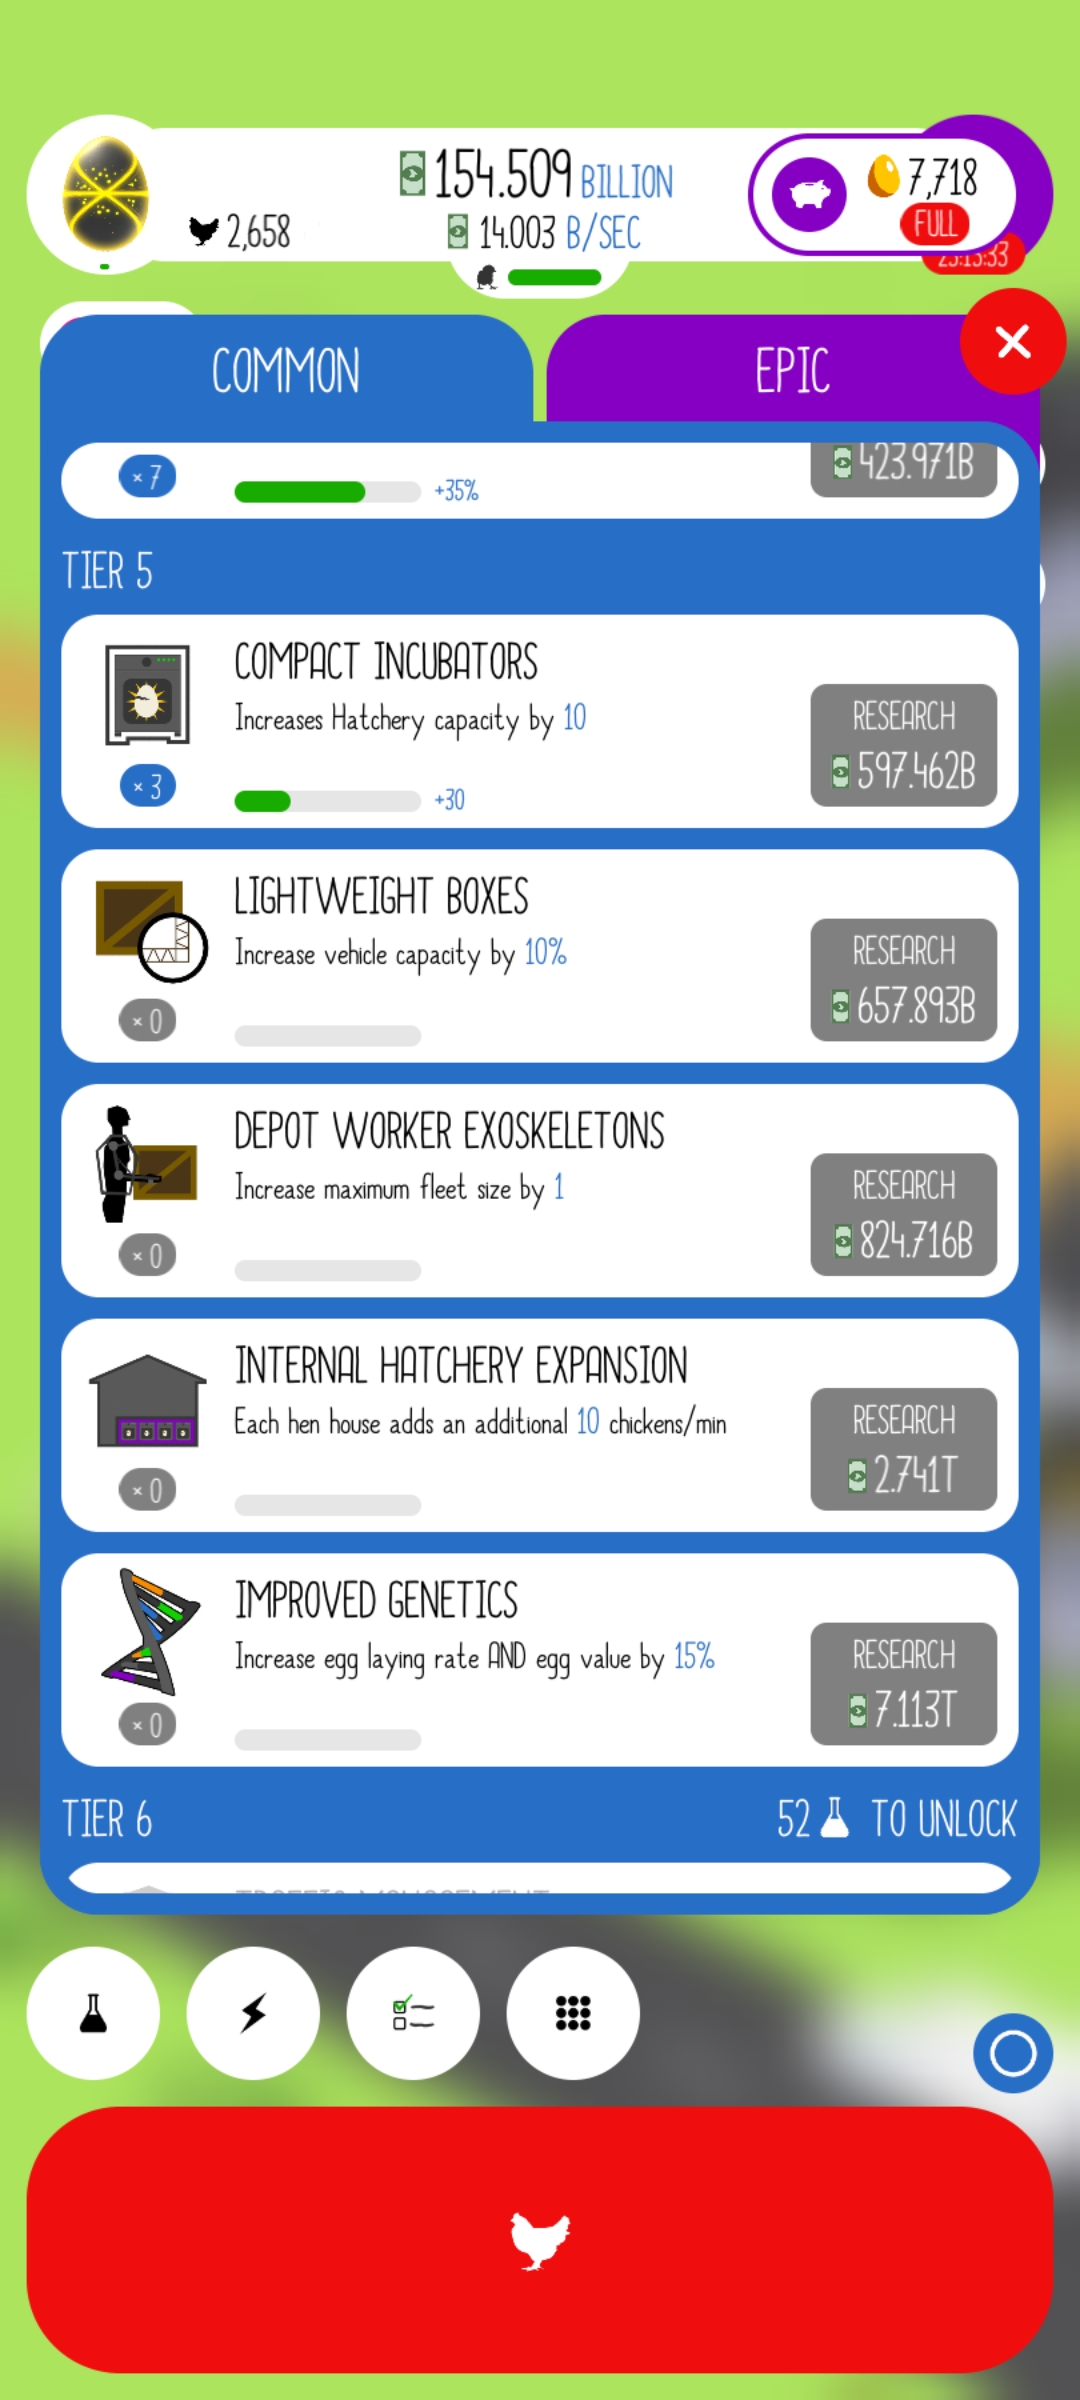 154.509 BILLION
2,658
14.003 B/SEC
7,718
FULL
23:13:33
COMMON
EPIC
× 7
+35%
423.971B
TIER 5
COMPACT INCUBATORS
Increases Hatchery capacity by 10
RESEARCH
597.462B
× 3
+30
LIGHTWEIGHT BOXES
Increase vehicle capacity by 10%
RESEARCH
657.893B
× 0
DEPOT WORKER EXOSKELETONS
Increase maximum fleet size by 1
RESEARCH
824.716B
× 0
INTERNAL HATCHERY EXPANSION
Each hen house adds an additional 10 chickens/min
RESEARCH
2.741T
× 0
IMPROVED GENETICS
Increase egg laying rate AND egg value by 15%
RESEARCH
7.113T
× 0
TIER 6
52 TO UNLOCK
TRAFFIC MANAGEMENT